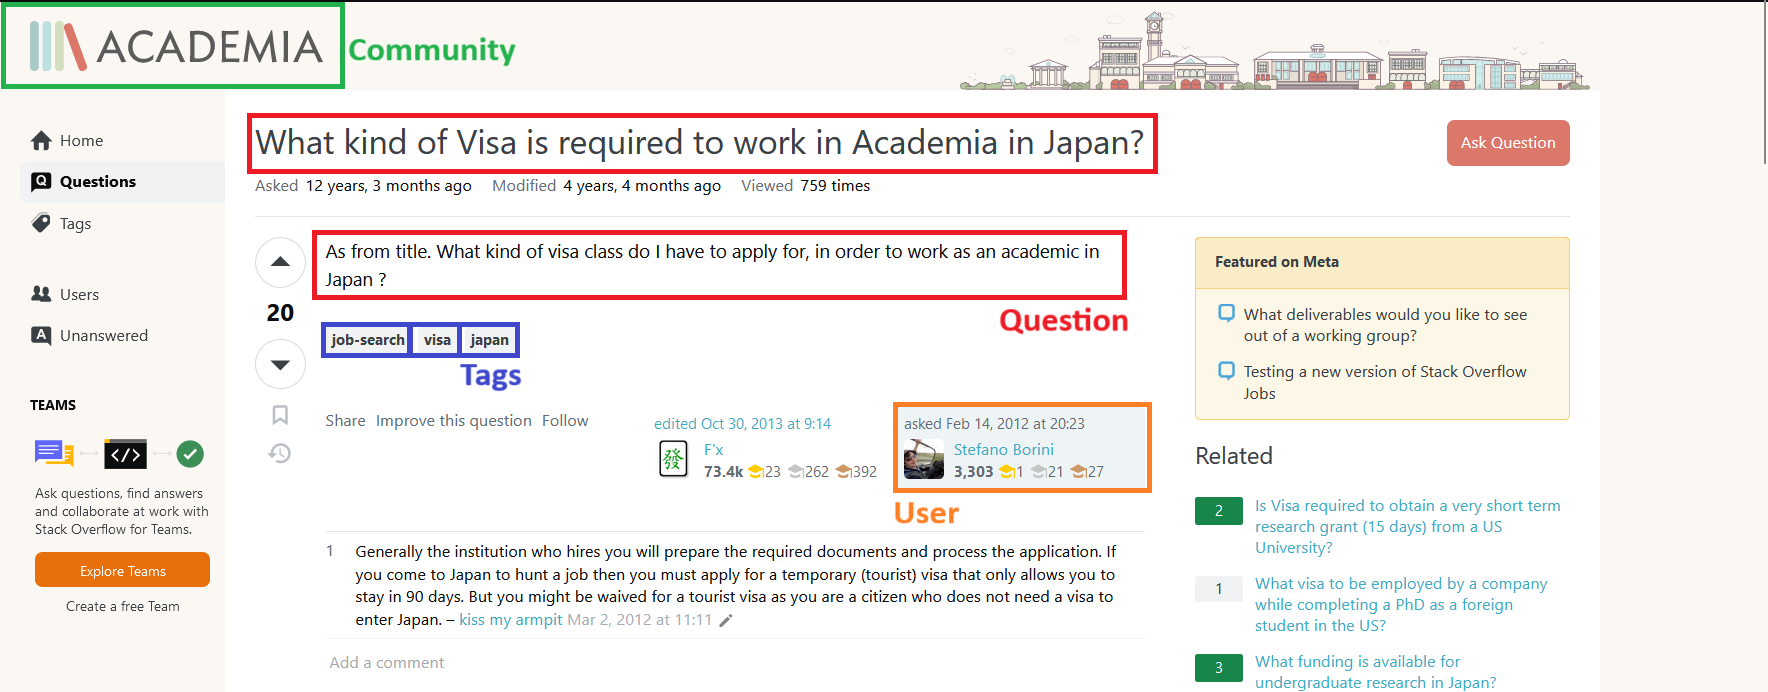 ACADEMIA
Community
Home
Questions
Tags
Users
Unanswered
TEAMS
Ask questions, find answers
and collaborate at work with
Stack Overflow for Teams.
Explore Teams
Create a free Team
What kind of Visa is required to work in Academia in Japan?
Ask Question
Asked 12 years, 3 months ago Modified 4 years, 4 months ago Viewed 759 times
As from title. What kind of visa class do I have to apply for, in order to work as an academic in
Japan ?
20
Question
job-search visa japan
Tags
Share Improve this question Follow
edited Oct 30, 2013 at 9:14
發
F'x
73.4k 23 262 392
asked Feb 14, 2012 at 20:23
Stefano Borini
3,303 1 21 27
User
1 Generally the institution who hires you will prepare the required documents and process the application. If
you come to Japan to hunt a job then you must apply for a temporary (tourist) visa that only allows you to
stay in 90 days. But you might be waived for a tourist visa as you are a citizen who does not need a visa to
enter Japan. – kiss my armpit Mar 2, 2012 at 11:11
Add a comment
Featured on Meta
What deliverables would you like to see
out of a working group?
Testing a new version of Stack Overflow
Jobs
Related
2 Is Visa required to obtain a very short term
research grant (15 days) from a US
University?
1 What visa to be employed by a company
while completing a PhD as a foreign
student in the US?
3 What funding is available for
undergraduate research in Japan?